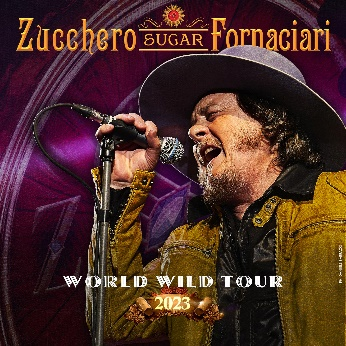 Zucchero SUGAR Fornaciari
WORLD WILD TOUR
2023